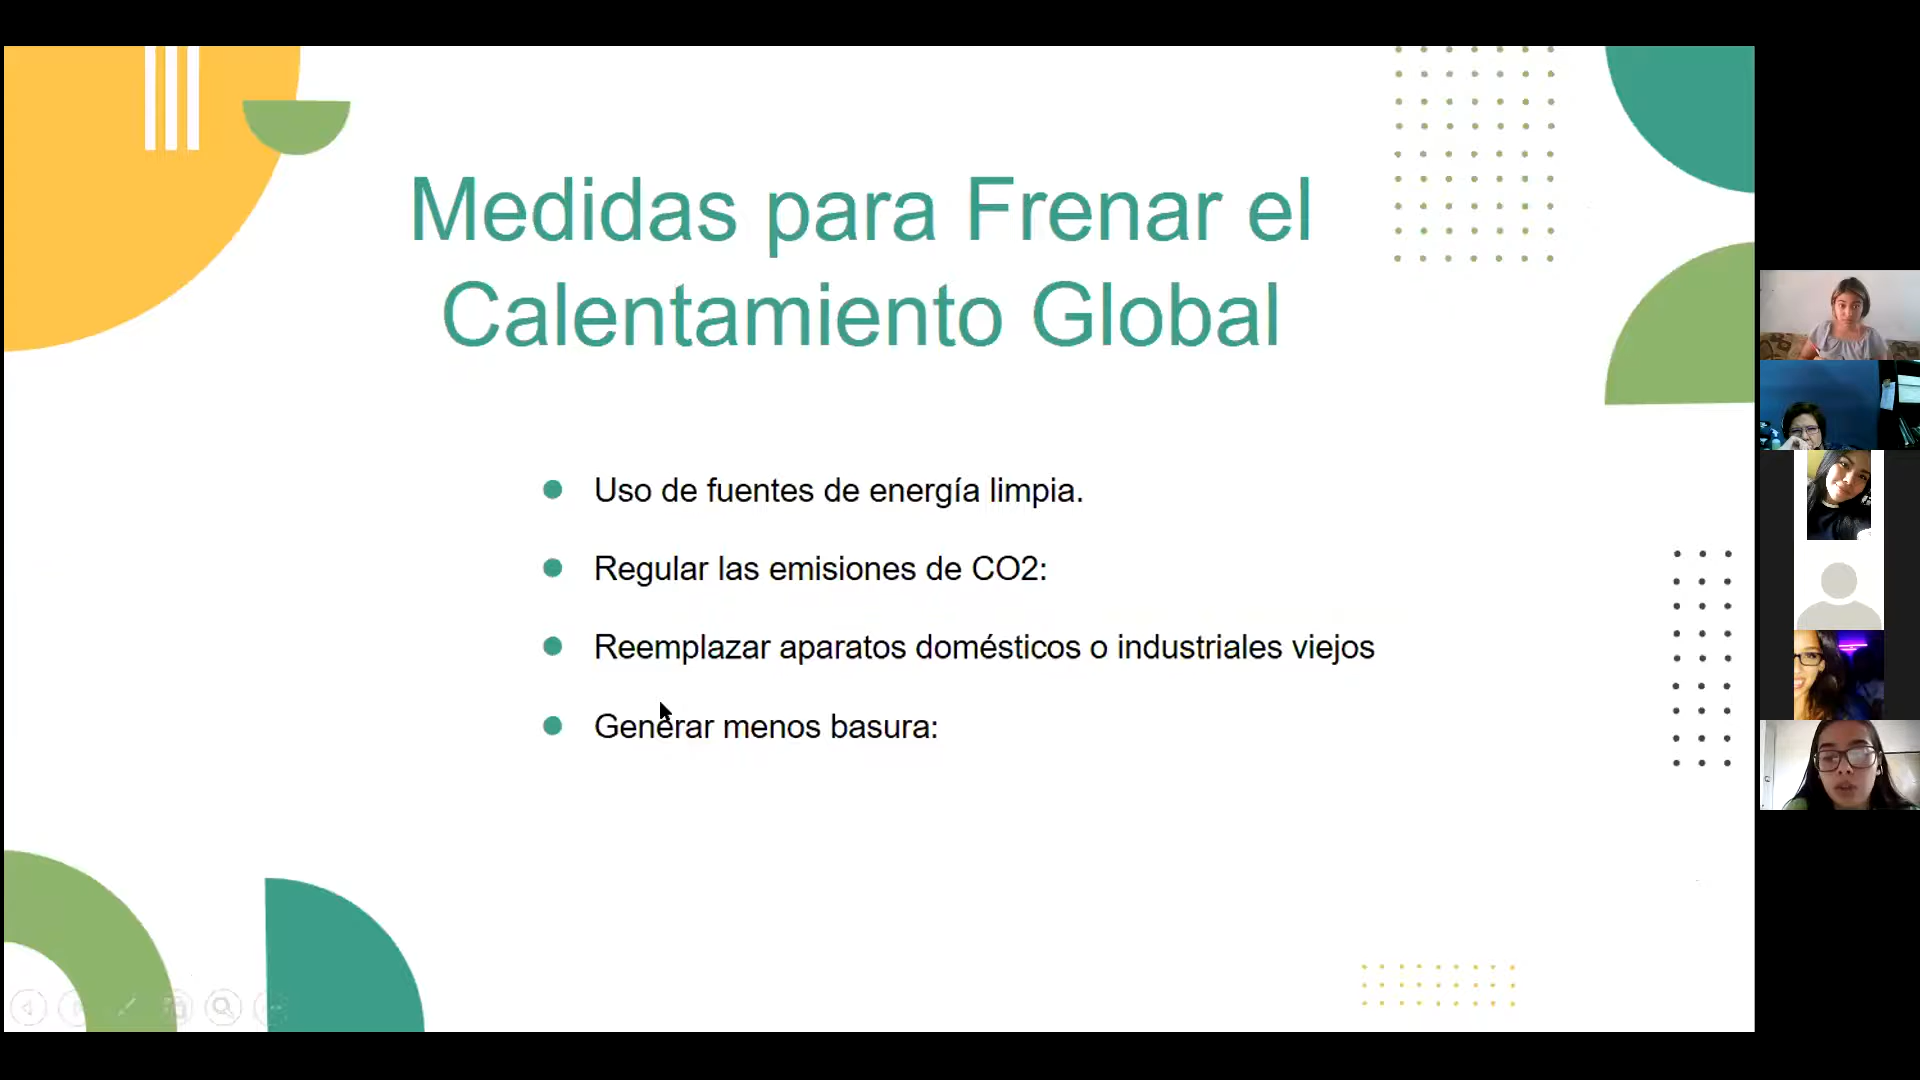 Medidas para Frenar el
Calentamiento Global
Uso de fuentes de energía limpia.
Regular las emisiones de CO2:
Reemplazar aparatos domésticos o industriales viejos
Generar menos basura: